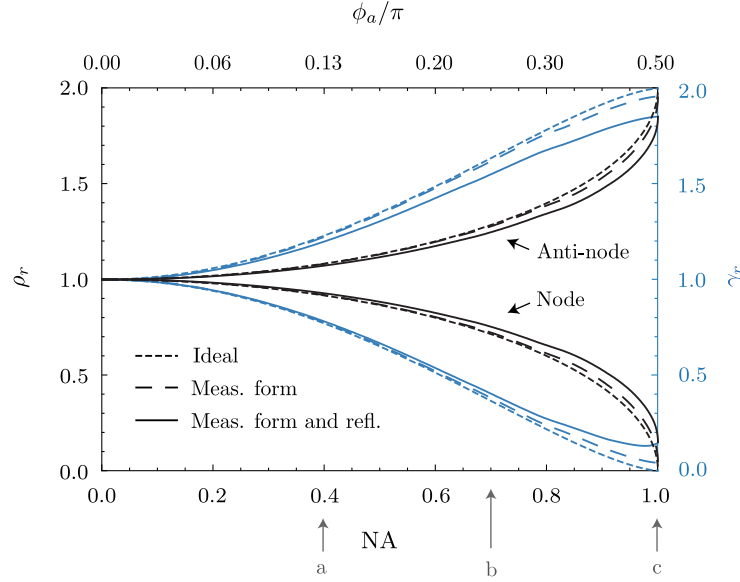 ϕₐ/π
0.00 0.06 0.13 0.20 0.30 0.50
2.0 2.0
1.5 1.5
1.0 1.0
0.5 0.5
0.0 0.0
ρᵣ
γᵣ
Anti-node
Node
Ideal
Meas. form
Meas. form and refl.
0.0 0.2 0.4 0.6 0.8 1.0
NA
a b c